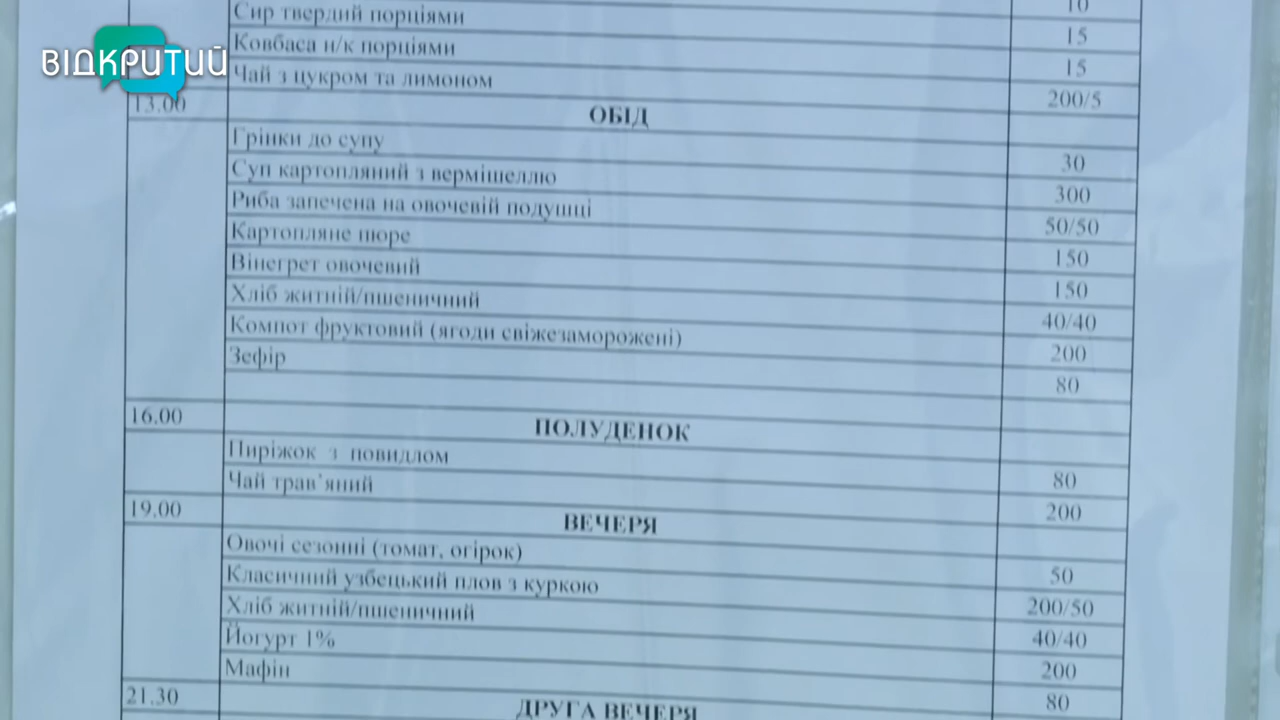 10
Сир твердий порціями 15
Ковбаса н/к порціями 15
Чай з цукром та лимоном 200/5
ВІДКРИТИЙ
13.00 ОБІД
Грінки до супу 30
Суп картопляний з вермішеллю 300
Риба запечена на овочевій подушці 50/50
Картопляне пюре 150
Вінегрет овочевий 150
Хліб житній/пшеничний 40/40
Компот фруктовий (ягоди свіжезаморожені) 200
Зефір 80
16.00 ПОЛУДЕНОК
Пиріжок з повидлом 80
Чай трав'яний 200
19.00 ВЕЧЕРЯ
Овочі сезонні (томат, огірок) 50
Класичний узбецький плов з куркою 200/50
Хліб житній/пшеничний 40/40
Йогурт 1% 200
Мафін 80
21.30 ДРУГА ВЕЧЕРЯ